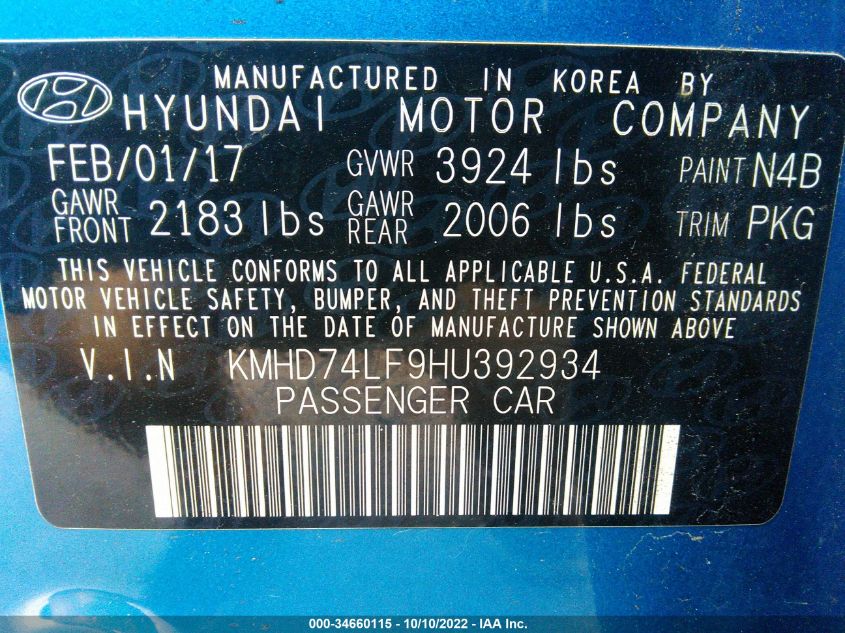 MANUFACTURED IN KOREA BY
HYUNDAI MOTOR COMPANY
FEB/01/17 GVWR 3924 lbs PAINT N4B
GAWR FRONT 2183 lbs GAWR REAR 2006 lbs TRIM PKG
THIS VEHICLE CONFORMS TO ALL APPLICABLE U.S.A. FEDERAL
MOTOR VEHICLE SAFETY, BUMPER, AND THEFT PREVENTION STANDARDS
IN EFFECT ON THE DATE OF MANUFACTURE SHOWN ABOVE
V.I.N KMHD74LF9HU392934
PASSENGER CAR
000-34660115 - 10/10/2022 - IAA Inc.